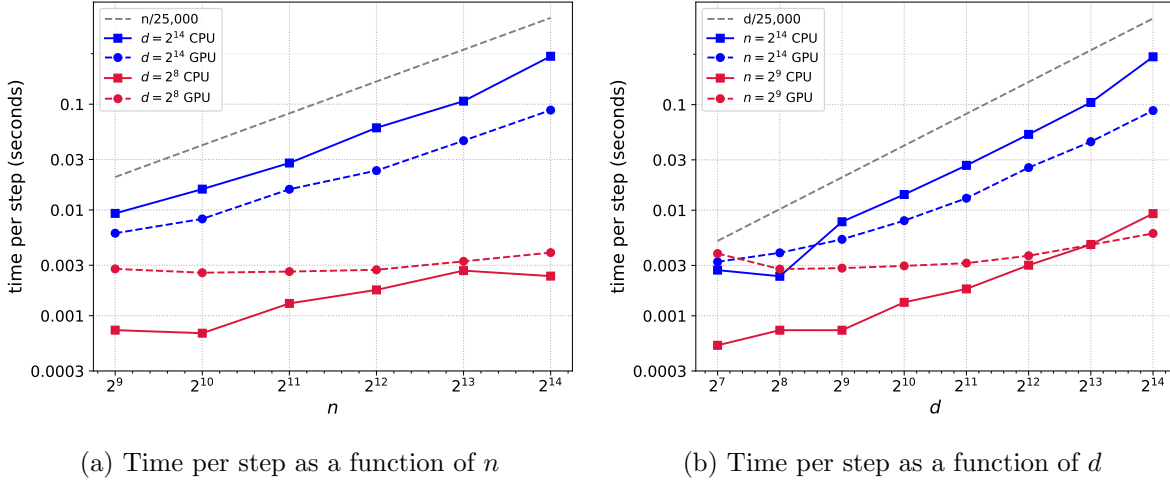 n/25,000
d = 2^14 CPU
d = 2^14 GPU
d = 2^8 CPU
d = 2^8 GPU
0.1
0.03
0.01
0.003
0.001
0.0003
time per step (seconds)
2^9 2^10 2^11 2^12 2^13 2^14
n
(a) Time per step as a function of n
d/25,000
n = 2^14 CPU
n = 2^14 GPU
n = 2^9 CPU
n = 2^9 GPU
0.1
0.03
0.01
0.003
0.001
0.0003
time per step (seconds)
2^7 2^8 2^9 2^10 2^11 2^12 2^13 2^14
d
(b) Time per step as a function of d